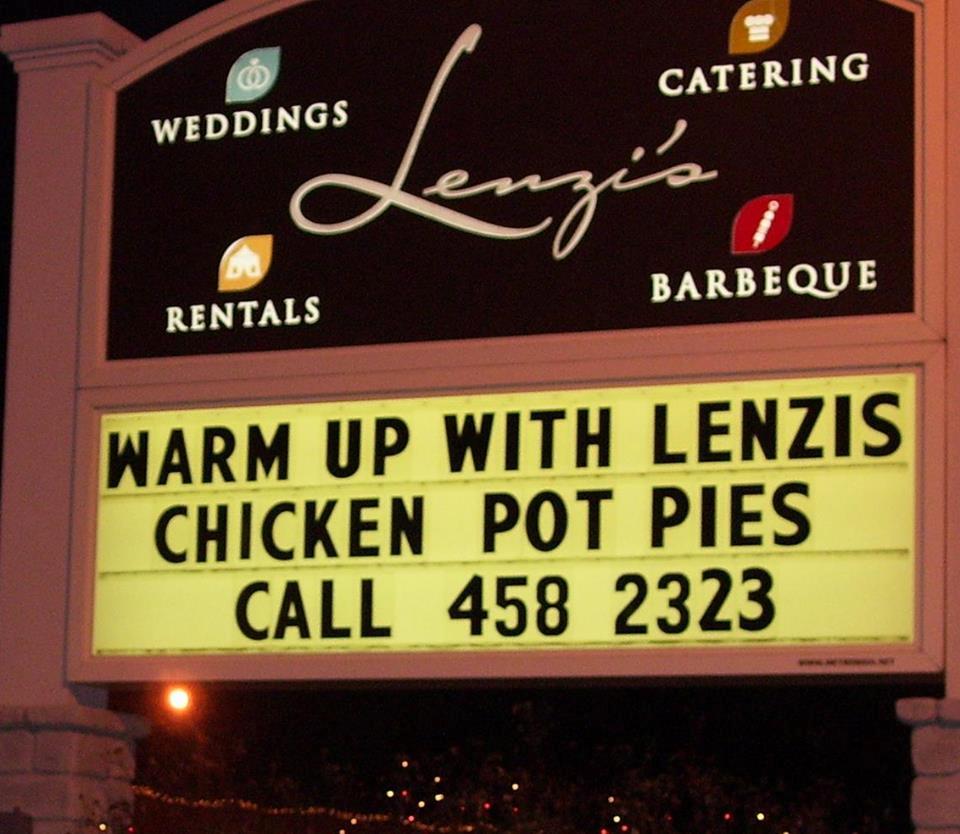 WEDDINGS
CATERING
Lenzi's
RENTALS
BARBEQUE
WARM UP WITH LENZIS
CHICKEN POT PIES
CALL 458 2323